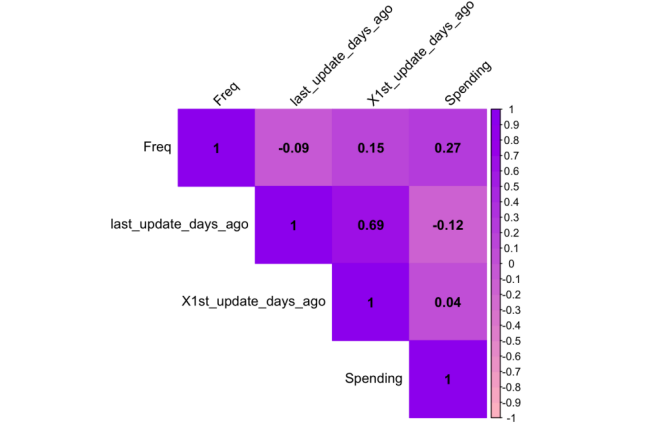 Freq
last_update_days_ago
X1st_update_days_ago
Spending
Freq 1 -0.09 0.15 0.27
last_update_days_ago 1 0.69 -0.12
X1st_update_days_ago 1 0.04
Spending 1
1
0.9
0.8
0.7
0.6
0.5
0.4
0.3
0.2
0.1
0
-0.1
-0.2
-0.3
-0.4
-0.5
-0.6
-0.7
-0.8
-0.9
-1